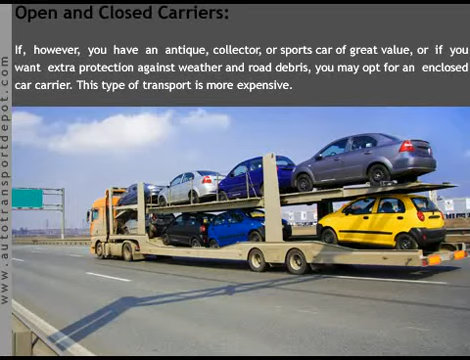 Open and Closed Carriers:
If, however, you have an antique, collector, or sports car of great value, or if you
want extra protection against weather and road debris, you may opt for an enclosed
car carrier. This type of transport is more expensive.
www.autotransportdepot.com